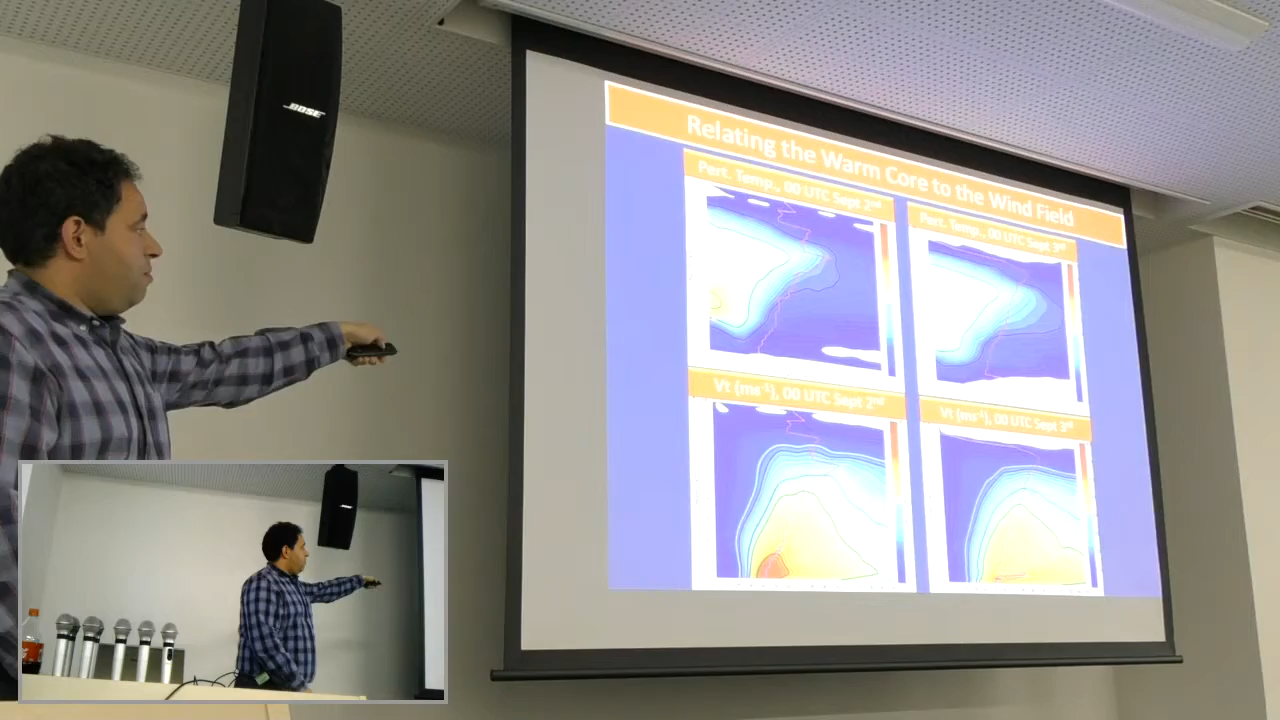 BOSE
Relating the Warm Core to the Wind Field
Pert. Temp., 00 UTC Sept 2nd
Pert. Temp., 00 UTC Sept 3rd
Vt (ms-1), 00 UTC Sept 2nd
Vt (ms-1), 00 UTC Sept 3rd